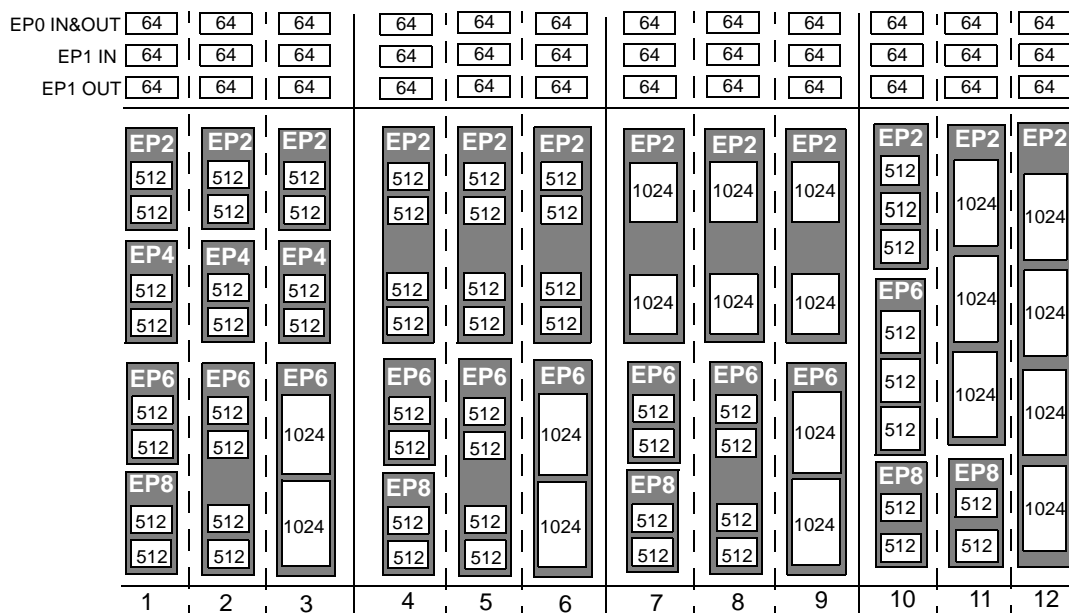 EP0 IN&OUT 64 64 64 64 64 64 64 64 64 64 64 64
EP1 IN 64 64 64 64 64 64 64 64 64 64 64 64
EP1 OUT 64 64 64 64 64 64 64 64 64 64 64 64
EP2 EP2 EP2 EP2 EP2 EP2 EP2 EP2 EP2 EP2 EP2 EP2
512 512 512 512 512 512 1024 1024 1024 512 1024
512 512 512 512 512 512 512 1024
512
EP4 EP4 EP4
512 512 512 512 512 512 1024 1024 1024 EP6 1024 1024
512 512 512 512 512 512 512
512
EP6 EP6 EP6 EP6 EP6 EP6 EP6 EP6 EP6 1024
512 512 512 512 512 512 1024
512 512 1024 512 512 1024 512 512 1024 512
EP8 EP8 EP8 EP8 EP8
512 512 1024 512 512 1024 512 512 1024 512 512 1024
512 512 512 512 512 512 512 512
1 2 3 4 5 6 7 8 9 10 11 12